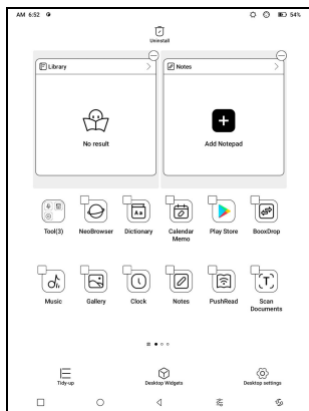 AM 6:52 54%
Uninstall
Library Notes
No result Add Notepad
Tool(3) NeoBrowser Dictionary Calendar Memo Play Store BooxDrop
Music Gallery Clock Notes PushRead Scan Documents
Tidy-up Desktop Widgets Desktop settings